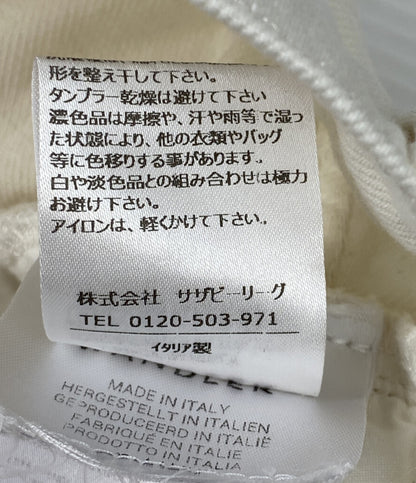 形を整え干して下さい。
タンブラー乾燥は避けて下さい
濃色品は摩擦や、汗や雨等で湿っ
た状態により、他の衣類やバッグ
等に色移りする事があります。
白や淡色品との組み合わせは極力
お避け下さい。
アイロンは、軽くかけて下さい。
株式会社 サザビーリーグ
TEL 0120-503-971
イタリア製
MADE IN ITALY
HERGESTELLT IN ITALIEN
GEPRODUCEERD IN ITALIË
FABRIQUÉ EN ITALIE
PRODOTTO IN ITALIA